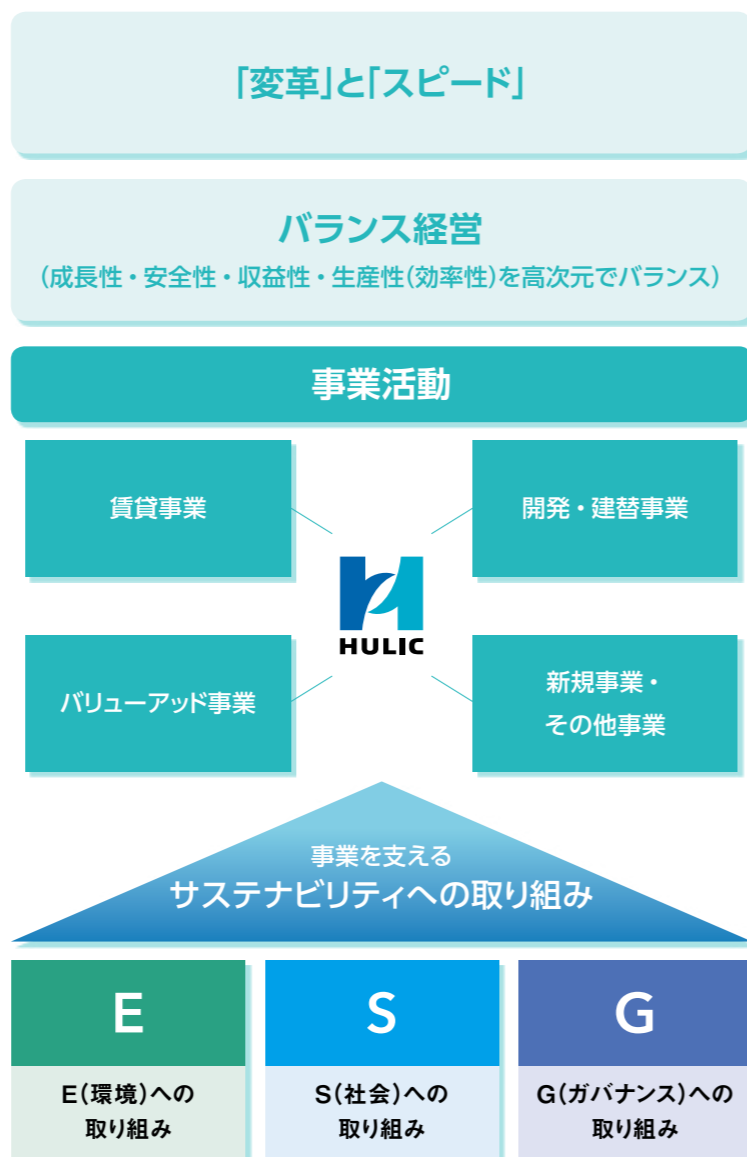 「変革」と「スピード」
バランス経営
（成長性・安全性・収益性・生産性(効率性)を高次元でバランス）
事業活動
賃貸事業
開発・建替事業
HULIC
バリューアッド事業
新規事業・
その他事業
事業を支える
サステナビリティへの取り組み
E
S
G
E(環境)への
取り組み
S(社会)への
取り組み
G(ガバナンス)への
取り組み